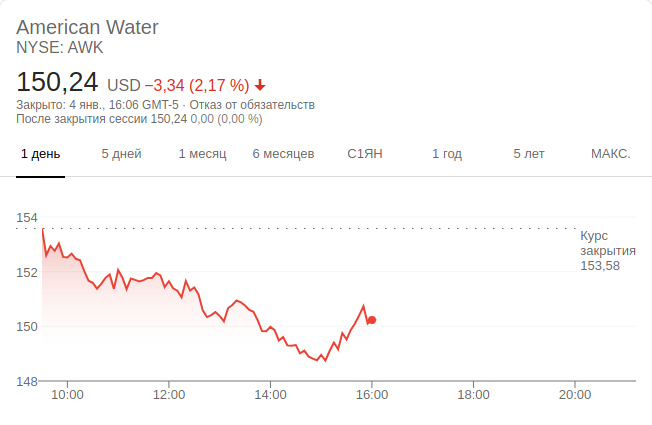 American Water
NYSE: AWK
150,24 USD −3,34 (2,17 %)
Закрыто: 4 янв., 16:06 GMT-5 · Отказ от обязательств
После закрытия сессии 150,24 0,00 (0,00 %)
1 день 5 дней 1 месяц 6 месяцев С1ЯН 1 год 5 лет МАКС.
154
Курс
закрытия
153,58
152
150
148
10:00 12:00 14:00 16:00 18:00 20:00